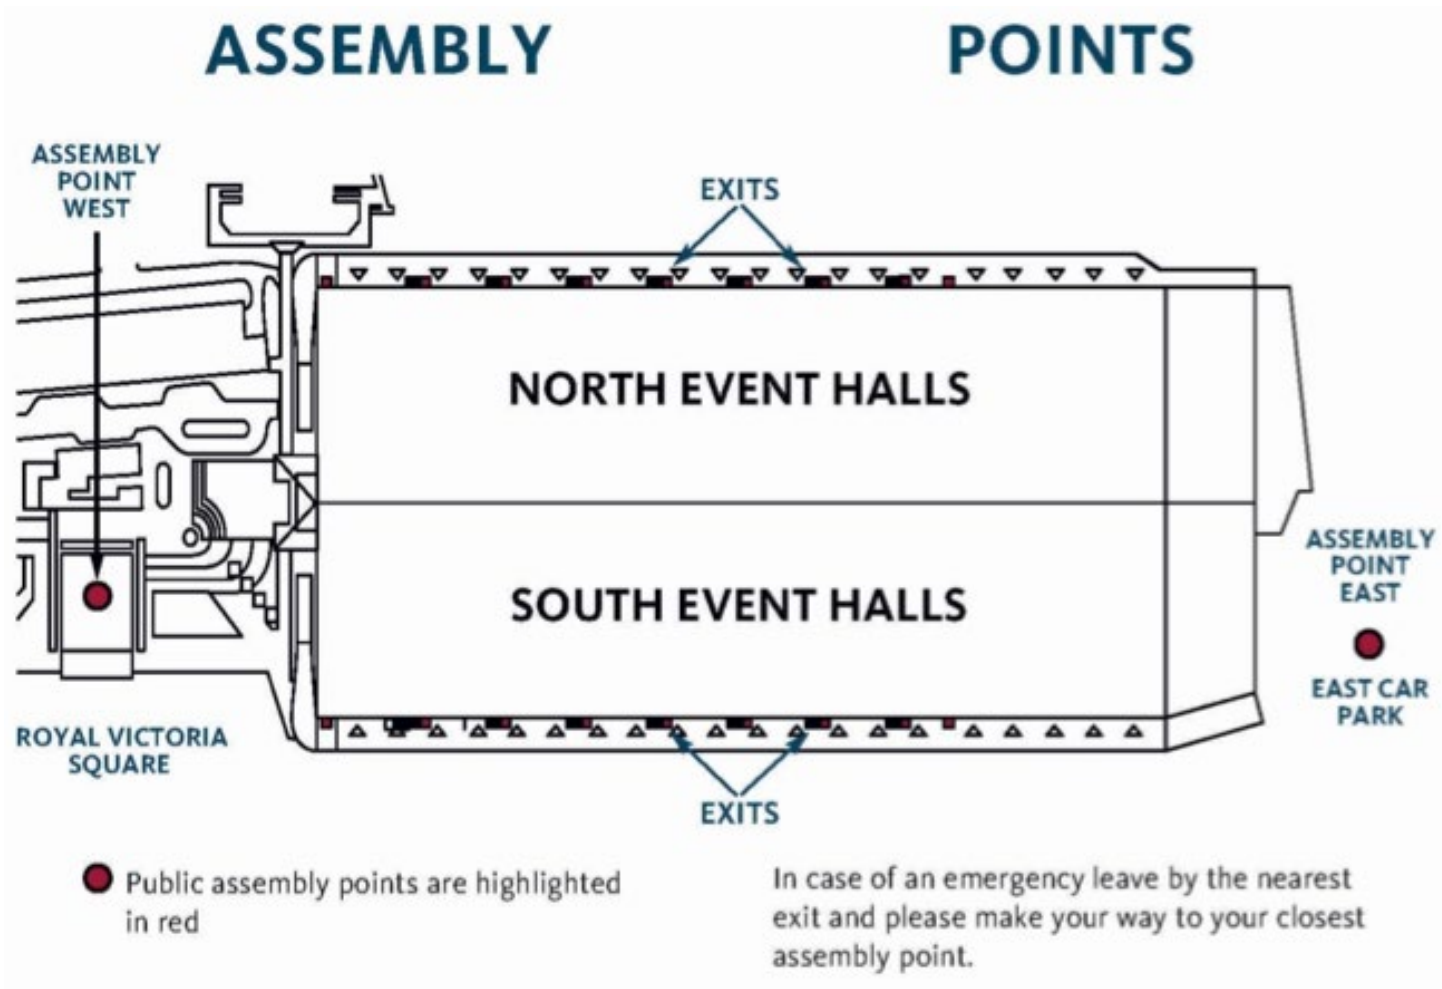 ASSEMBLY POINTS
ASSEMBLY
POINT
WEST
EXITS
NORTH EVENT HALLS
SOUTH EVENT HALLS
ASSEMBLY
POINT
EAST
EAST CAR
PARK
ROYAL VICTORIA
SQUARE
EXITS
Public assembly points are highlighted
in red
In case of an emergency leave by the nearest
exit and please make your way to your closest
assembly point.